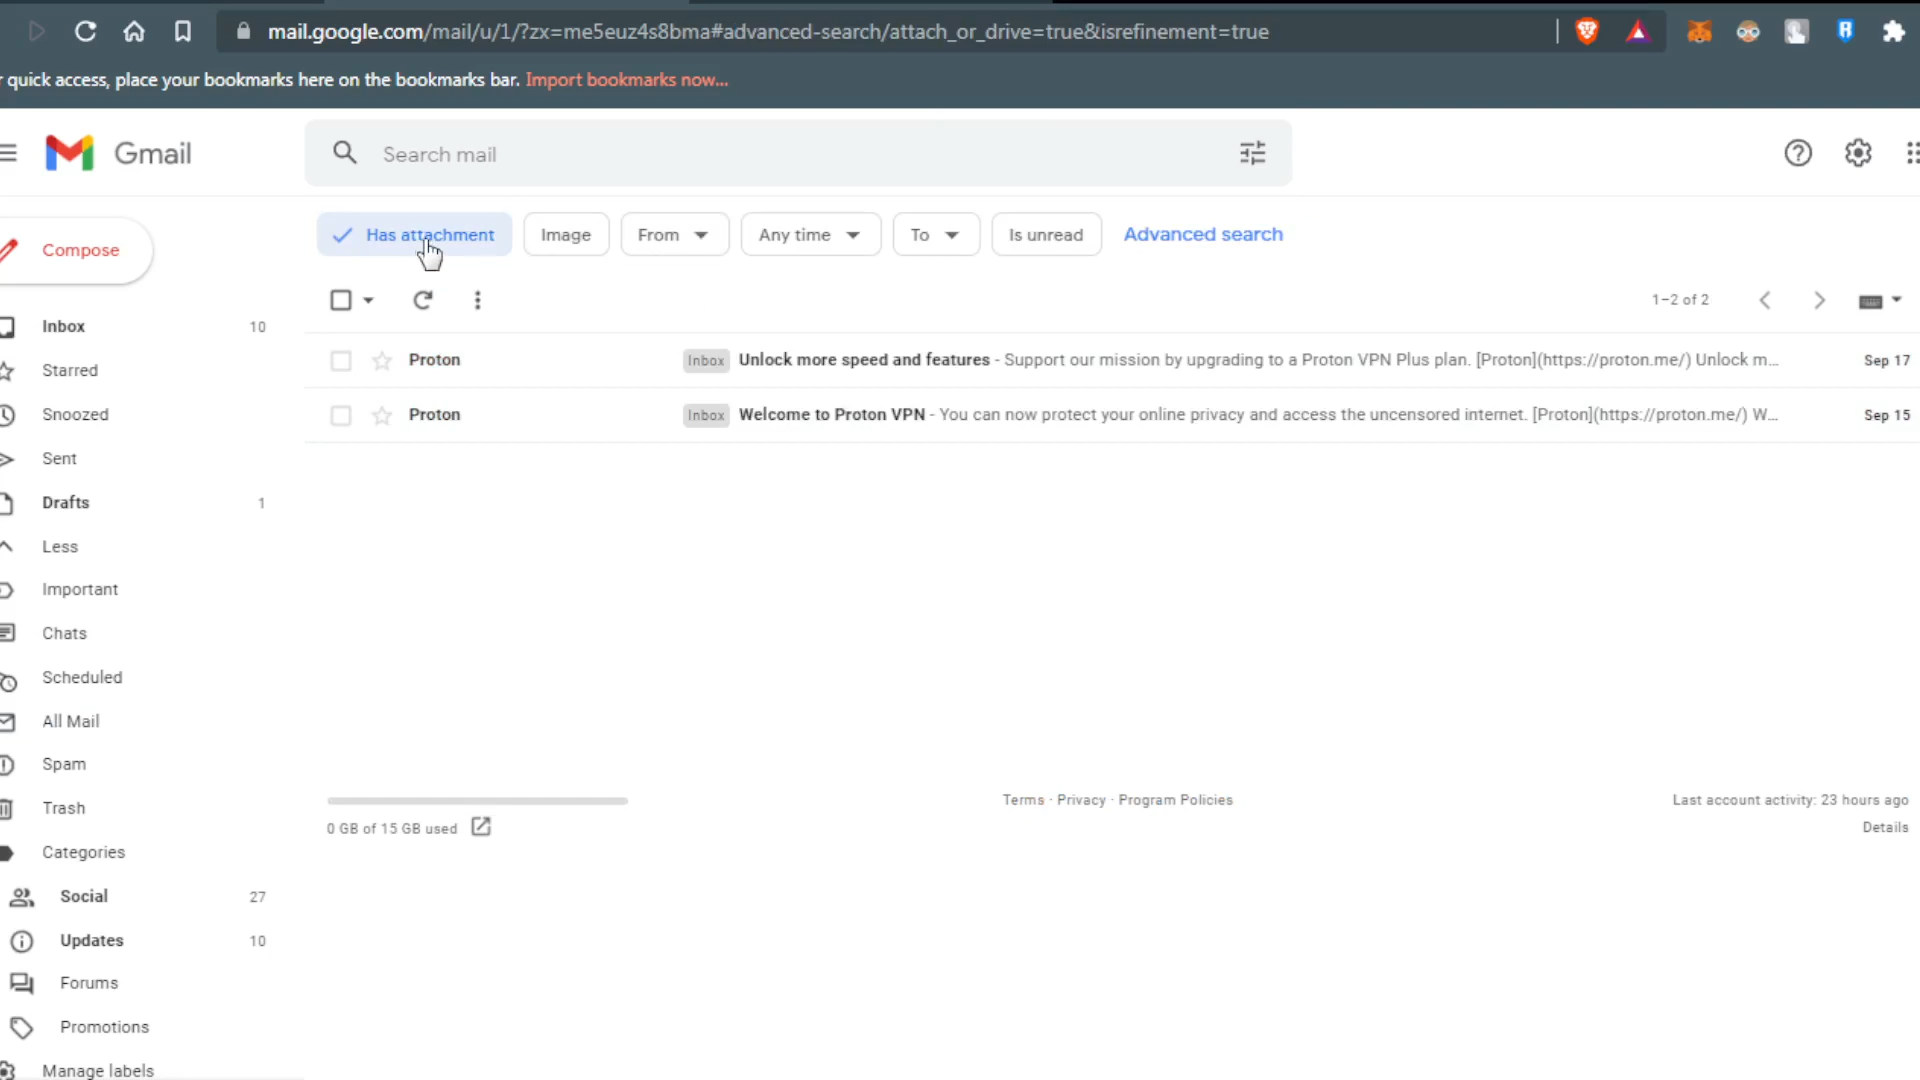 mail.google.com/mail/u/1/?zx=me5euz4s8bma#advanced-search/attach_or_drive=true&isrefinement=true
quick access, place your bookmarks here on the bookmarks bar. Import bookmarks now...
Gmail
Search mail
Compose
Has attachment
Image
From
Any time
To
Is unread
Advanced search
1–2 of 2
Inbox 10
Starred
Snoozed
Sent
Drafts 1
Less
Important
Chats
Scheduled
All Mail
Spam
Trash
Categories
Social 27
Updates 10
Forums
Promotions
Manage labels
Proton Inbox Unlock more speed and features - Support our mission by upgrading to a Proton VPN Plus plan. [Proton](https://proton.me/) Unlock m... Sep 17
Proton Inbox Welcome to Proton VPN - You can now protect your online privacy and access the uncensored internet. [Proton](https://proton.me/) W... Sep 15
0 GB of 15 GB used
Terms · Privacy · Program Policies
Last account activity: 23 hours ago
Details